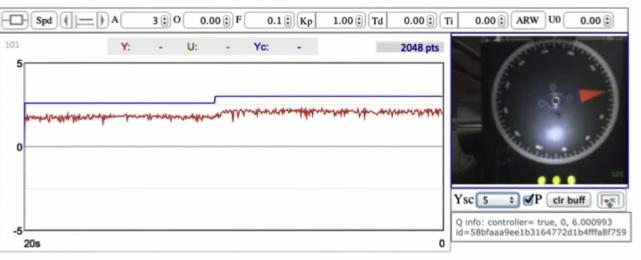 Spd A 3 O 0.00 F 0.1 Kp 1.00 Td 0.00 Ti 0.00 ARW U0 0.00
101 Y: - U: - Yc: - 2048 pts
5
0
-5
20s 0
101
Ysc 5 P clr buff
Q info: controller= true, 0, 6.000993
id=58bfaaa9ee1b3164772d1b4fffa8f759